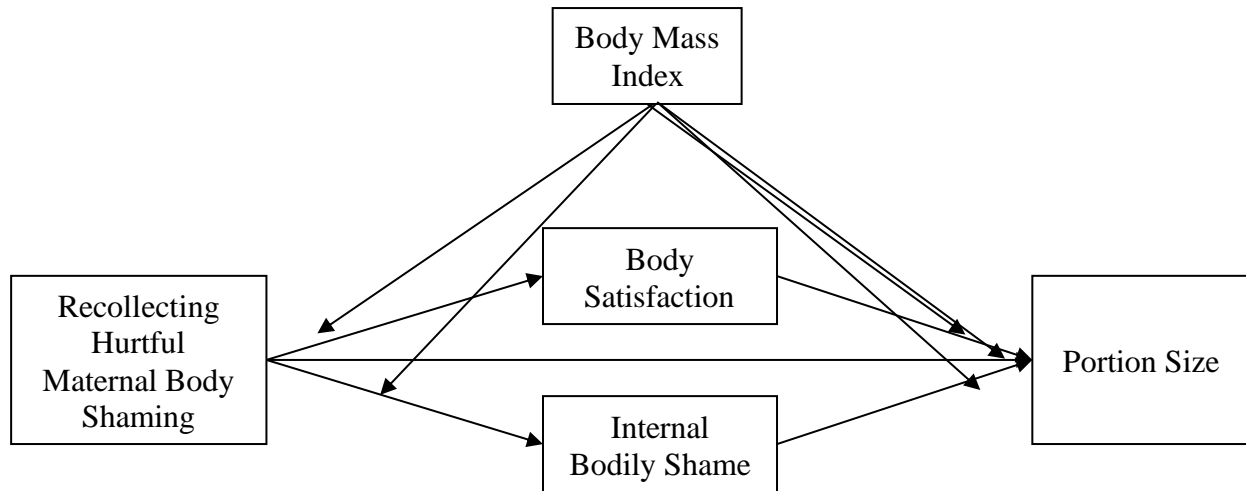 Body Mass
Index
Body
Satisfaction
Recollecting
Hurtful
Maternal Body
Shaming
Portion Size
Internal
Bodily Shame